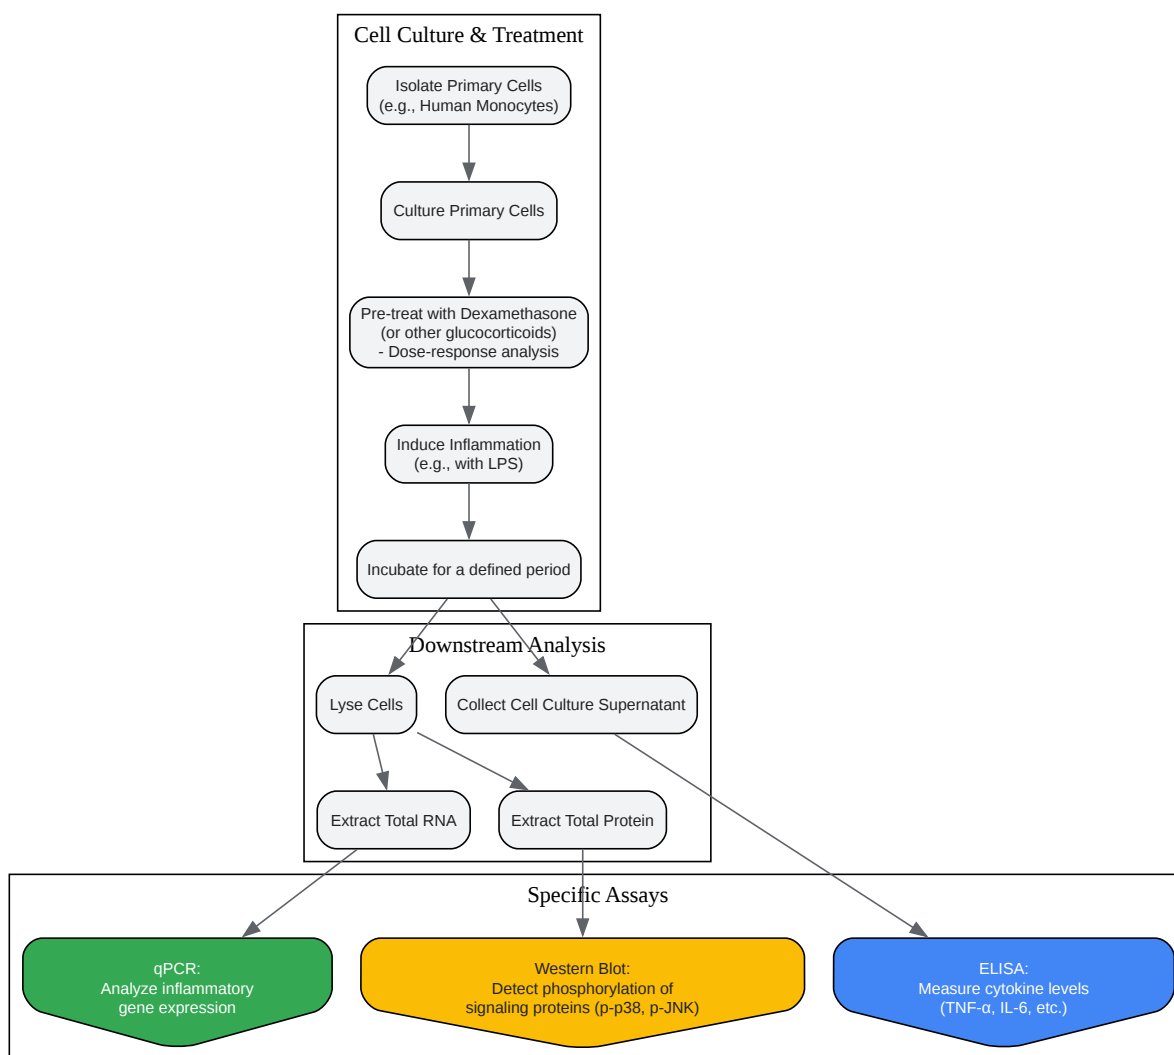 Cell Culture & Treatment
Isolate Primary Cells
(e.g., Human Monocytes)
Culture Primary Cells
Pre-treat with Dexamethasone
(or other glucocorticoids)
- Dose-response analysis
Induce Inflammation
(e.g., with LPS)
Incubate for a defined period
Downstream Analysis
Lyse Cells
Collect Cell Culture Supernatant
Extract Total RNA
Extract Total Protein
Specific Assays
qPCR:
Analyze inflammatory
gene expression
Western Blot:
Detect phosphorylation of
signaling proteins (p-p38, p-JNK)
ELISA:
Measure cytokine levels
(TNF-α, IL-6, etc.)